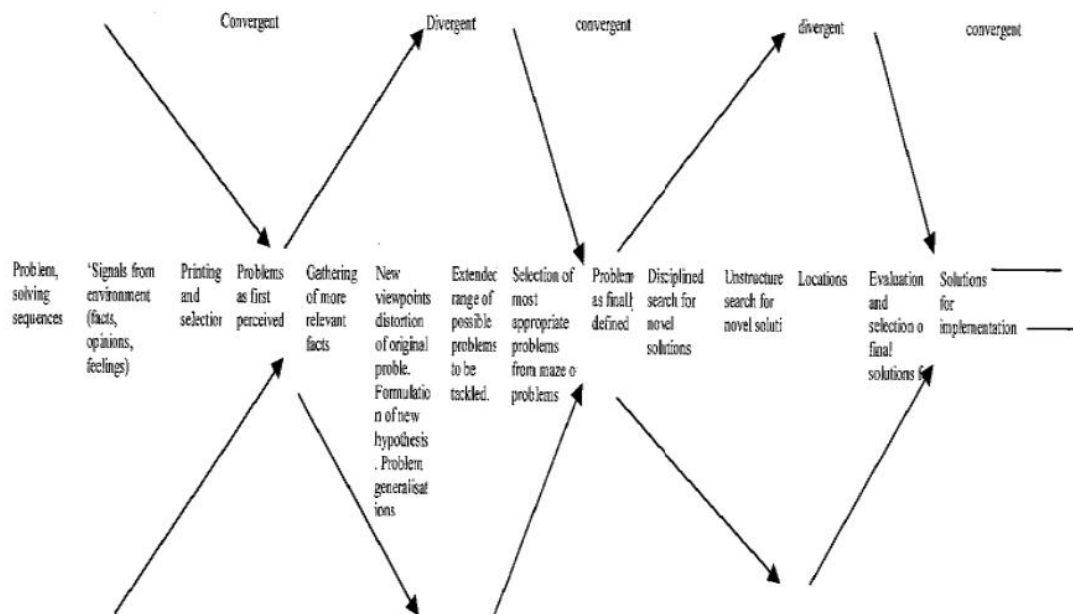 Convergent
Divergent
convergent
divergent
convergent
Problem,
solving
sequences
‘Signals from
environment
(facts,
opinions,
feelings)
Printing
and
selection
Problems
as first
perceived
Gathering
of more
relevant
facts
New
viewpoints
distortion
of original
proble.
Formulatio
n of new
hypothesis
. Problem
generalisat
ions
Extended
range of
possible
problems
to be
tackled.
Selection of
most
appropriate
problems
from maze o
problems
Problem
as finall
defined
Disciplined
search for
novel
solutions
Unstructure
search for
novel soluti
Locations
Evaluation
and
selection o
final
solutions f
Solutions
for
implementation